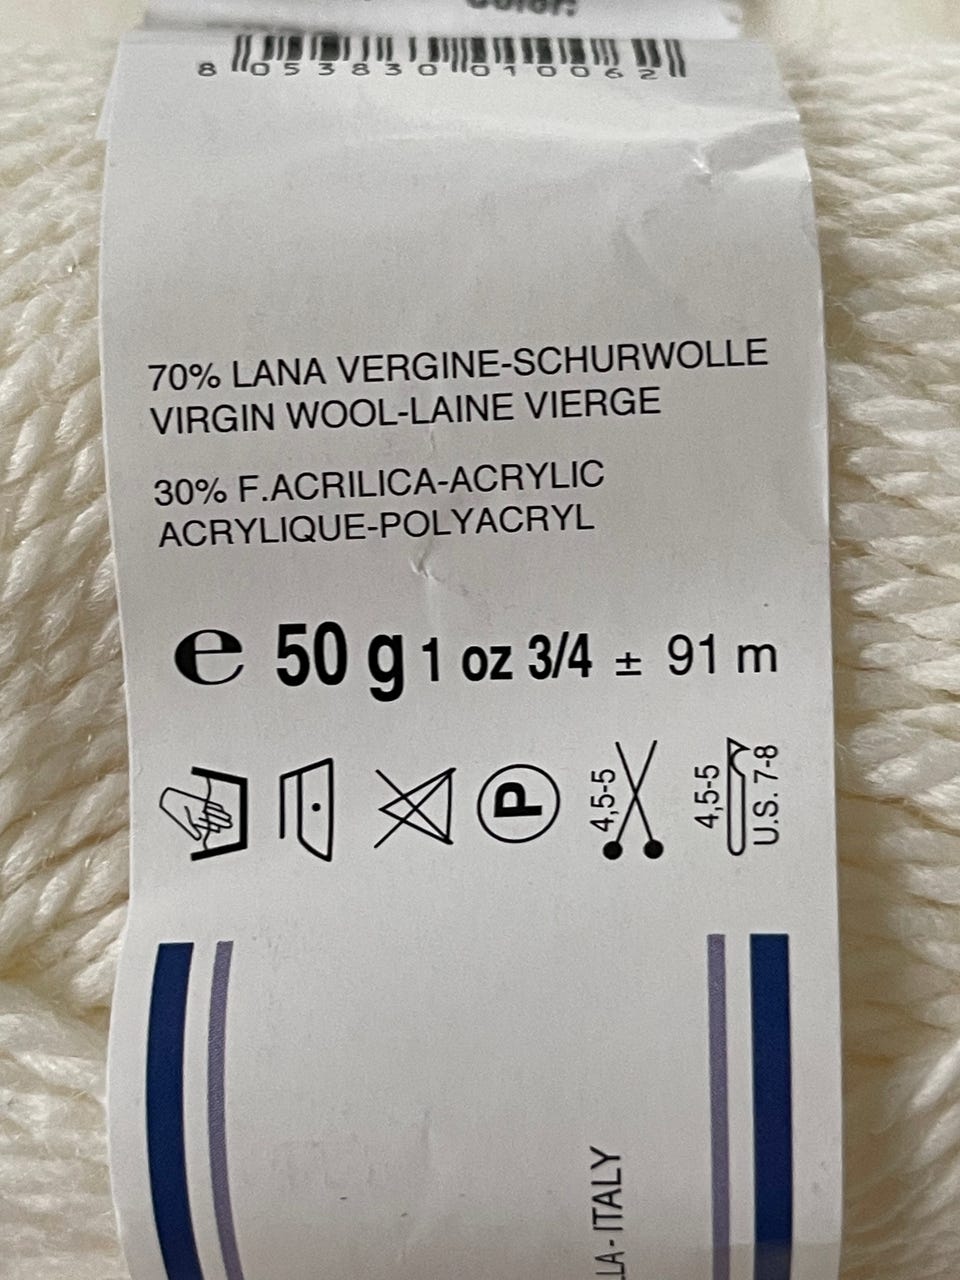 Color:
8 053830 010062
70% LANA VERGINE-SCHURWOLLE
VIRGIN WOOL-LAINE VIERGE
30% F.ACRILICA-ACRYLIC
ACRYLIQUE-POLYACRYL
℮ 50 g 1 oz 3/4 ± 91 m
P
4,5-5
4,5-5
U.S. 7-8
- ITALY